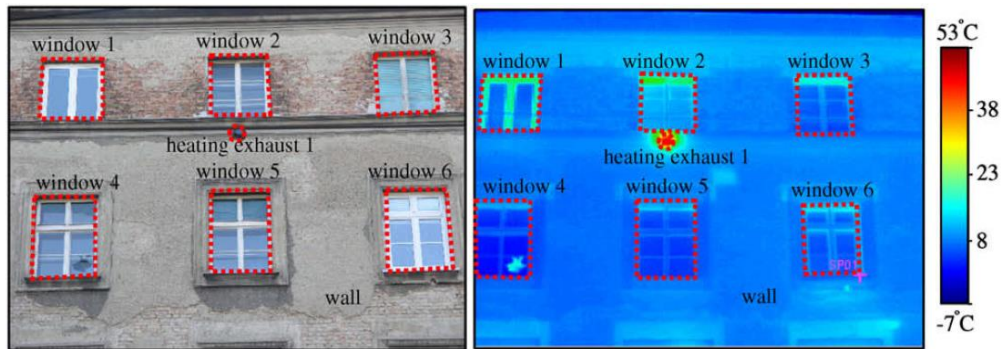 window 1
window 2
window 3
heating exhaust 1
window 4
window 5
window 6
wall
window 1
window 2
window 3
heating exhaust 1
window 4
window 5
window 6
SP01
wall
53°C
38
23
8
-7°C